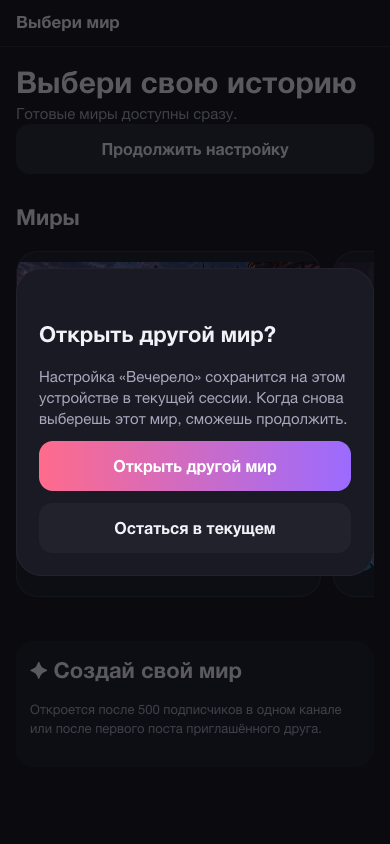 Выбери мир
Выбери свою историю
Готовые миры доступны сразу.
Продолжить настройку
Миры
Открыть другой мир?
Настройка «Вечерело» сохранится на этом
устройстве в текущей сессии. Когда снова
выберешь этот мир, сможешь продолжить.
Открыть другой мир
Остаться в текущем
✦ Создай свой мир
Откроется после 500 подписчиков в одном канале
или после первого поста приглашённого друга.